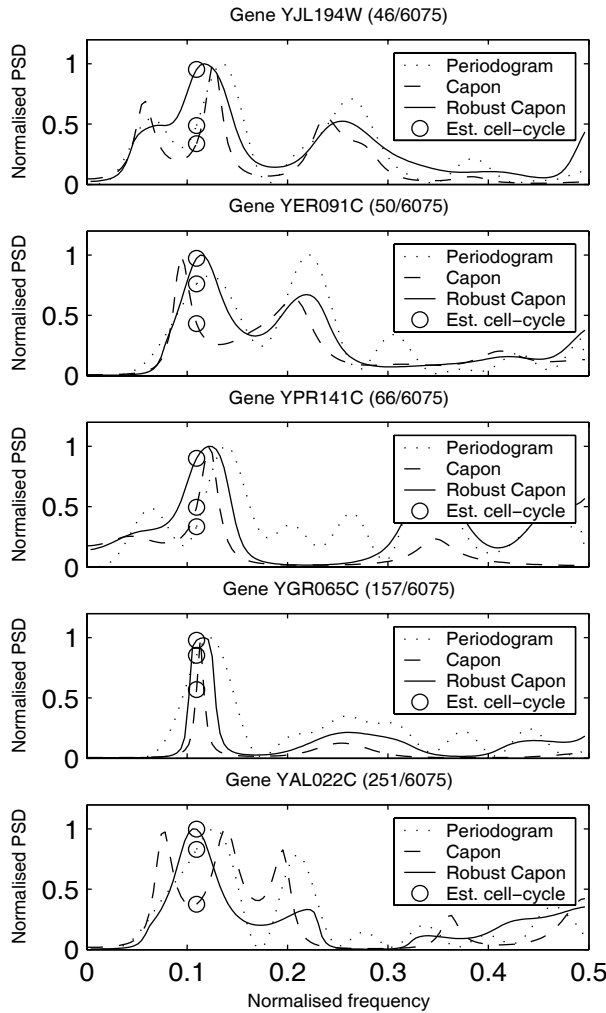 Gene YJL194W (46/6075)
Normalised PSD
1
0.5
0
Periodogram
Capon
Robust Capon
Est. cell−cycle
Gene YER091C (50/6075)
Normalised PSD
1
0.5
0
Periodogram
Capon
Robust Capon
Est. cell−cycle
Gene YPR141C (66/6075)
Normalised PSD
1
0.5
0
Periodogram
Capon
Robust Capon
Est. cell−cycle
Gene YGR065C (157/6075)
Normalised PSD
1
0.5
0
Periodogram
Capon
Robust Capon
Est. cell−cycle
Gene YAL022C (251/6075)
Normalised PSD
1
0.5
0
Periodogram
Capon
Robust Capon
Est. cell−cycle
0 0.1 0.2 0.3 0.4 0.5
Normalised frequency